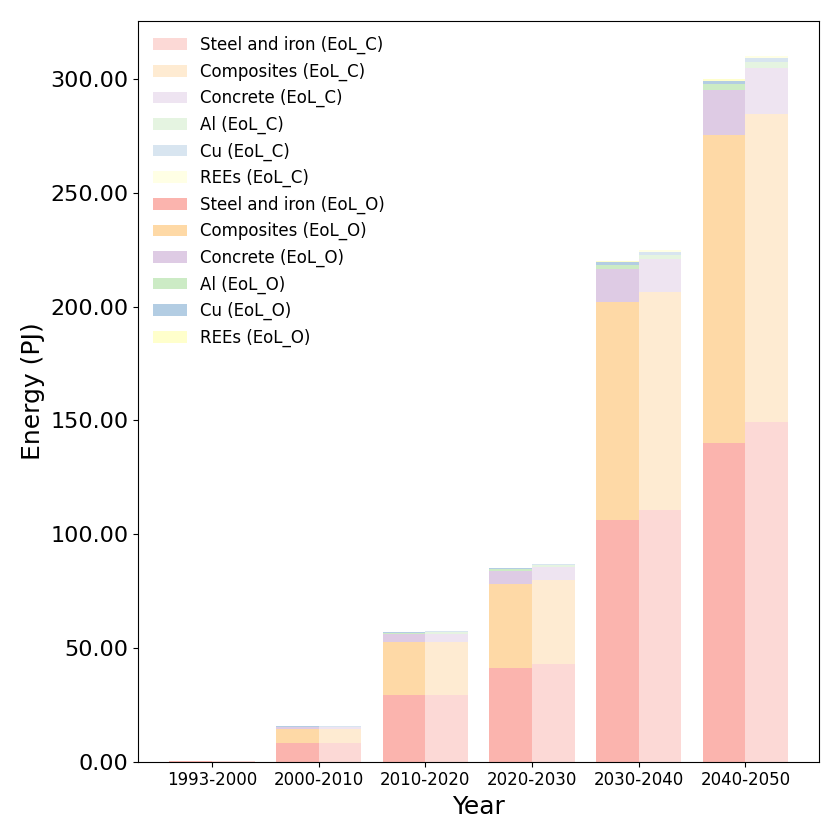 Steel and iron (EoL_C)
Composites (EoL_C)
Concrete (EoL_C)
Al (EoL_C)
Cu (EoL_C)
REEs (EoL_C)
Steel and iron (EoL_O)
Composites (EoL_O)
Concrete (EoL_O)
Al (EoL_O)
Cu (EoL_O)
REEs (EoL_O)
Energy (PJ)
300.00
250.00
200.00
150.00
100.00
50.00
0.00
1993-2000 2000-2010 2010-2020 2020-2030 2030-2040 2040-2050
Year